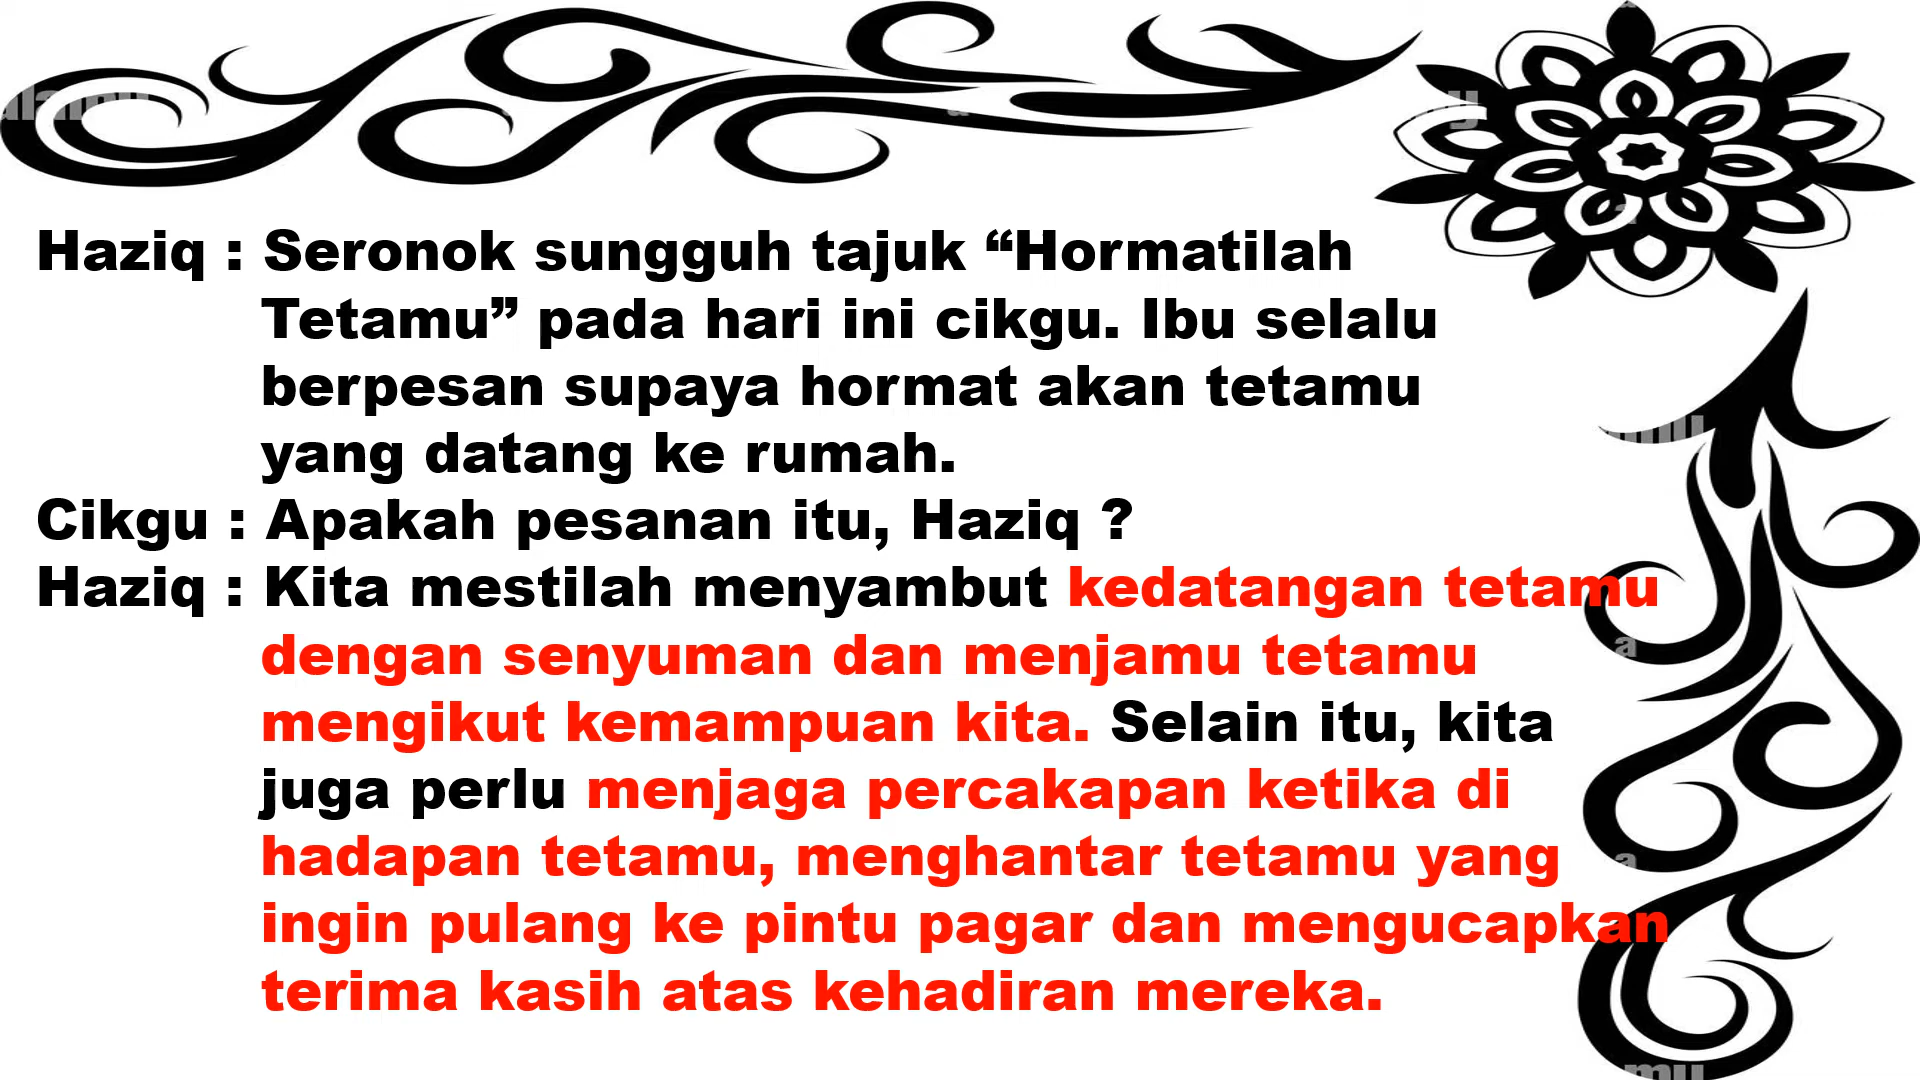 Haziq : Seronok sungguh tajuk “Hormatilah
Tetamu” pada hari ini cikgu. Ibu selalu
berpesan supaya hormat akan tetamu
yang datang ke rumah.
Cikgu : Apakah pesanan itu, Haziq ?
Haziq : Kita mestilah menyambut kedatangan tetamu
dengan senyuman dan menjamu tetamu
mengikut kemampuan kita. Selain itu, kita
juga perlu menjaga percakapan ketika di
hadapan tetamu, menghantar tetamu yang
ingin pulang ke pintu pagar dan mengucapkan
terima kasih atas kehadiran mereka.